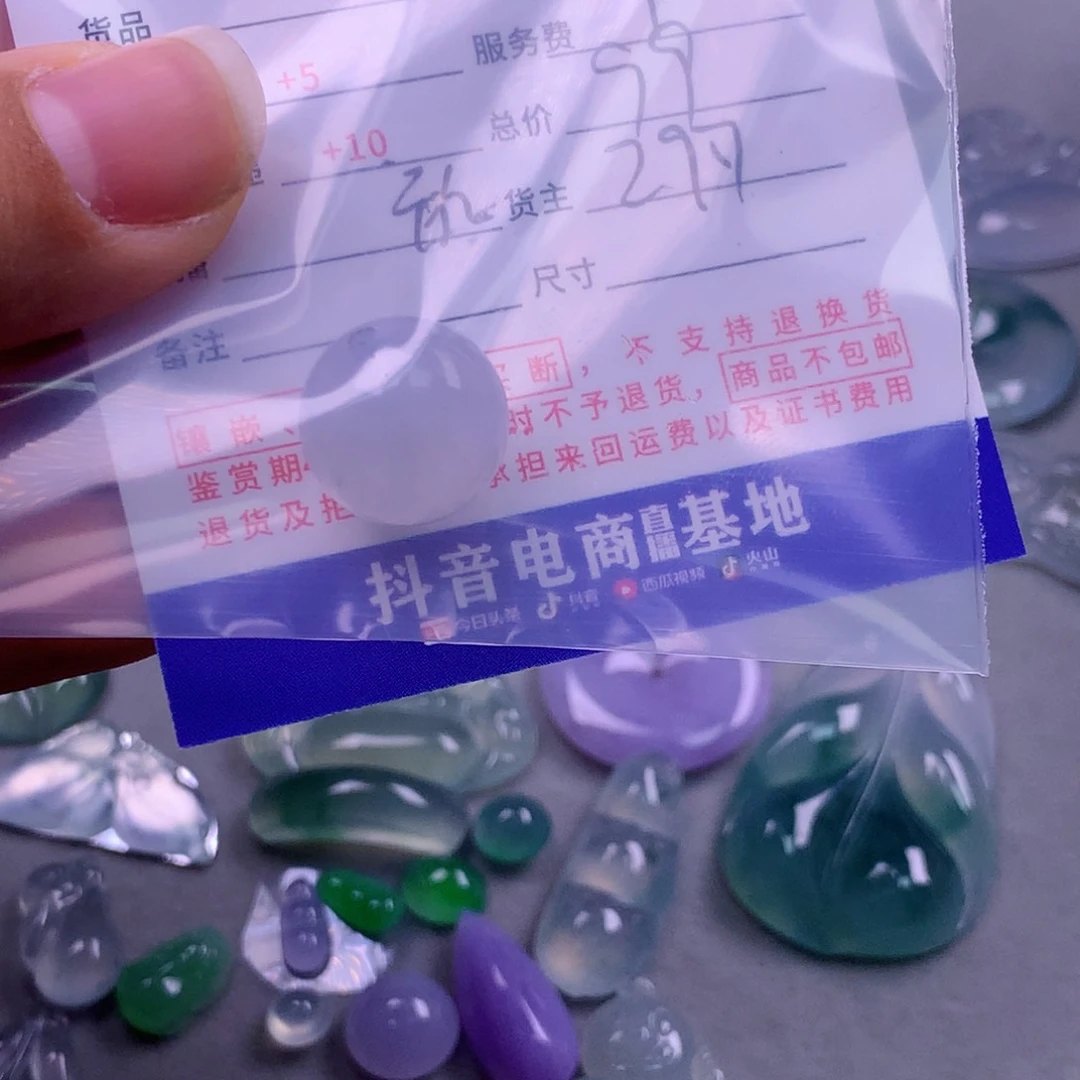 货品 服务费
+5 总价 99
+10 货主 297
尺寸
备注
镶嵌、 断，不支持退换货
鉴赏期 时不予退货，商品不包邮
退货及 担来回运费以及证书费用
抖音电商直播基地
今日头条 抖音 西瓜视频 火山